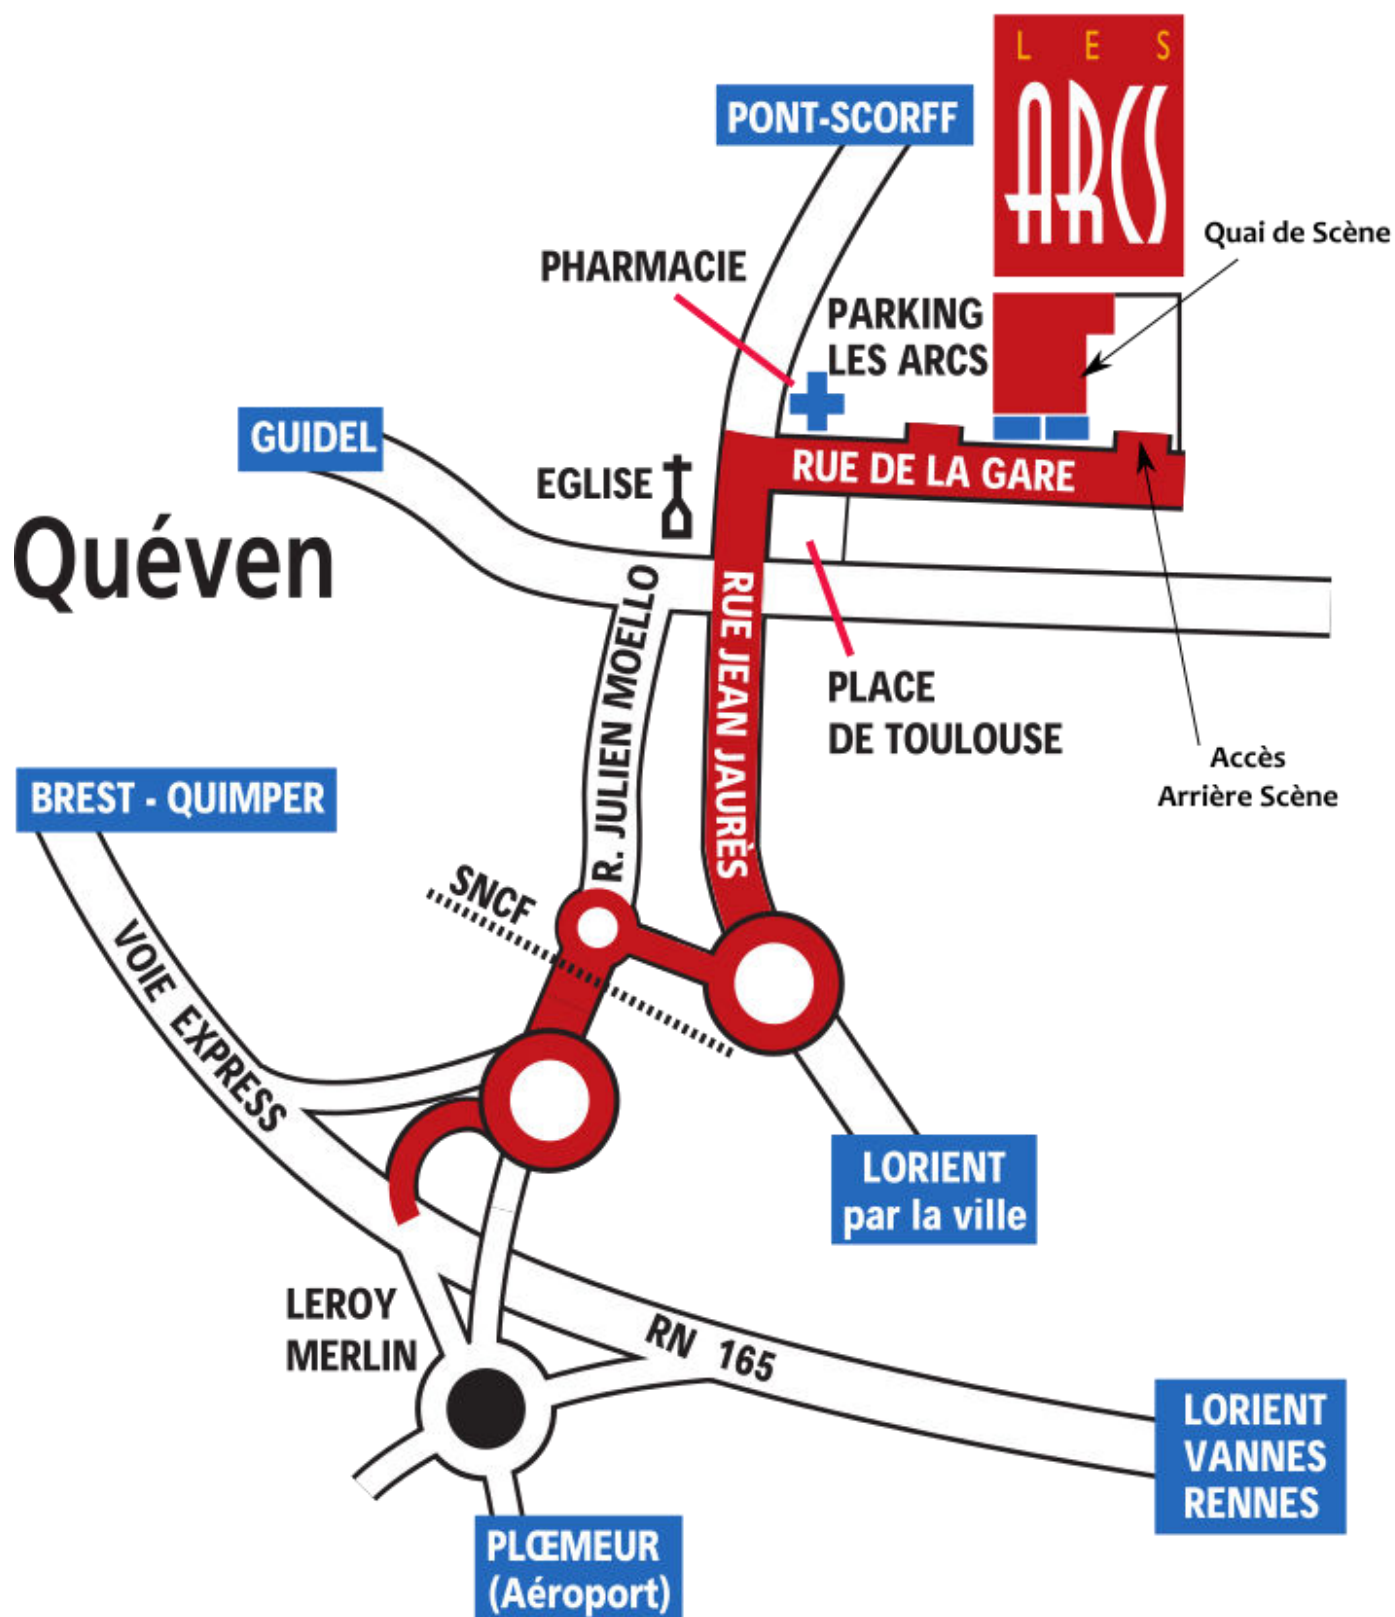 LES
ARCS
PONT-SCORFF
Quai de Scène
PHARMACIE
PARKING
LES ARCS
GUIDEL
EGLISE
RUE DE LA GARE
Quéven
R. JULIEN MOELLO
RUE JEAN JAURÈS
PLACE
DE TOULOUSE
Accès
Arrière Scène
BREST - QUIMPER
SNCF
VOIE EXPRESS
LORIENT
par la ville
LEROY
MERLIN
RN 165
LORIENT
VANNES
RENNES
PLŒMEUR
(Aéroport)